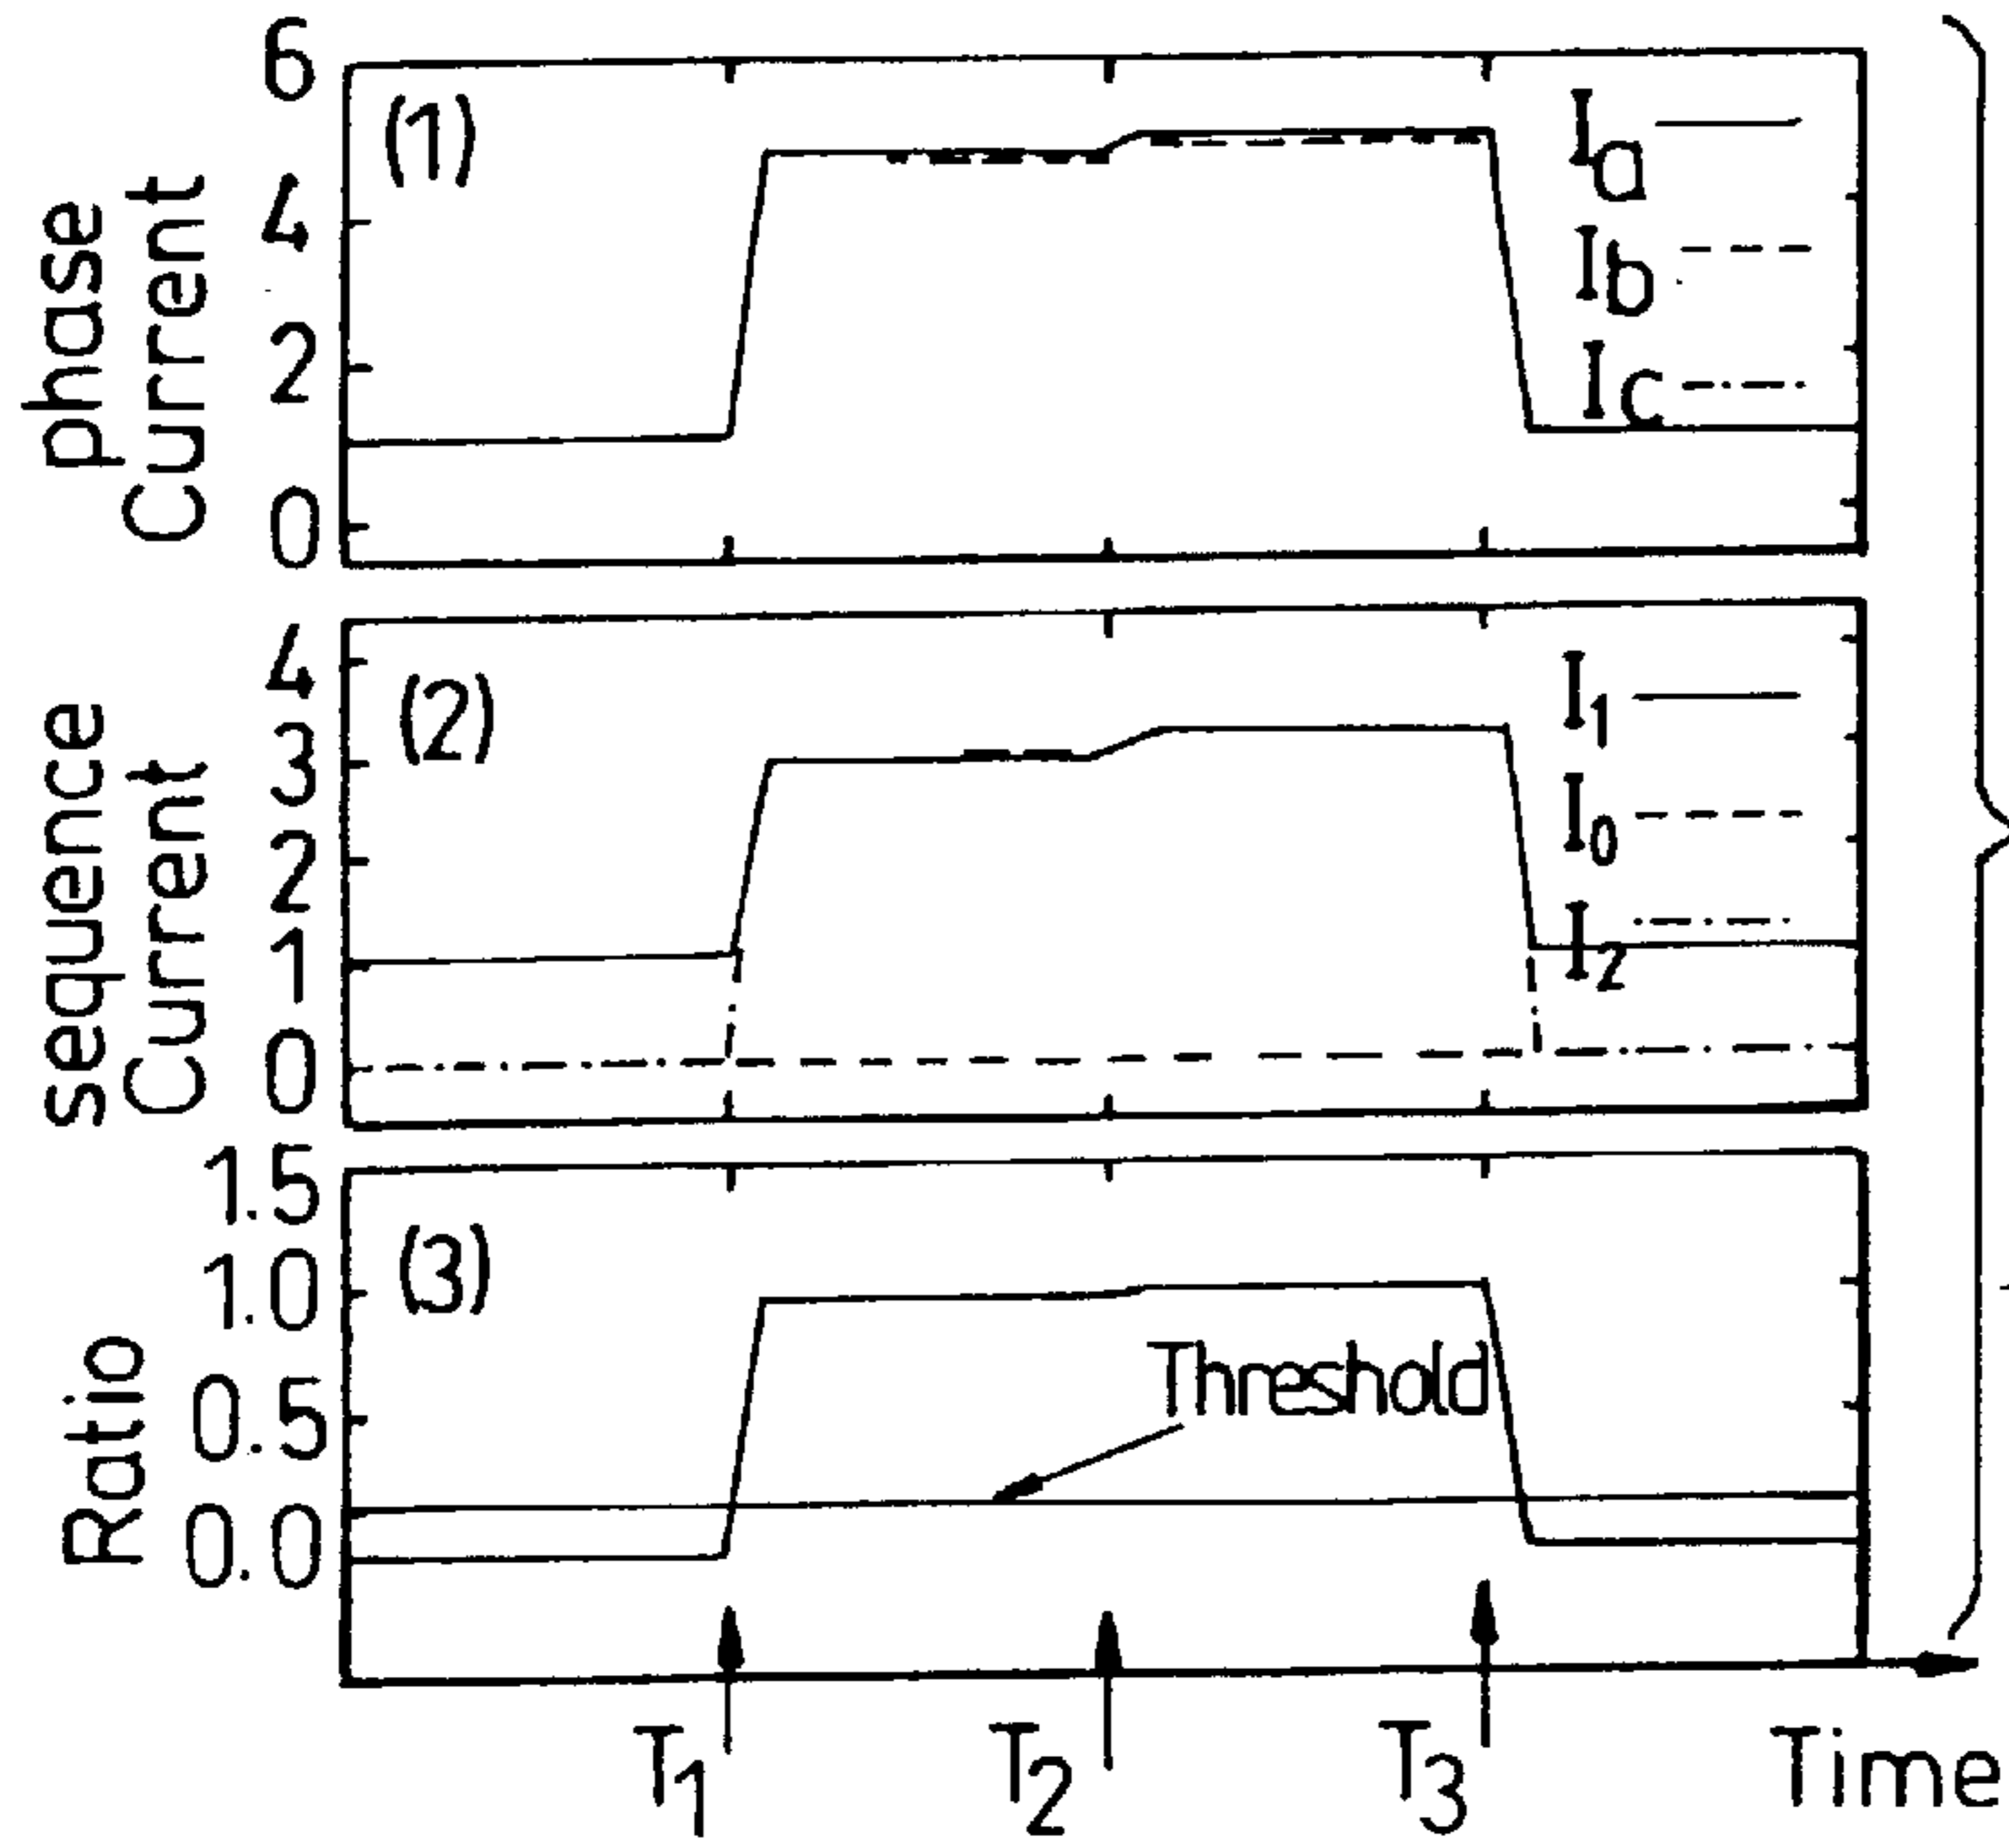 phase
Current
6
4
2
0
(1)
Ia
Ib
Ic
sequence
Current
4
3
2
1
0
(2)
I1
I0
I2
Ratio
1.5
1.0
0.5
0.0
(3)
Threshold
T1
T2
T3
Time